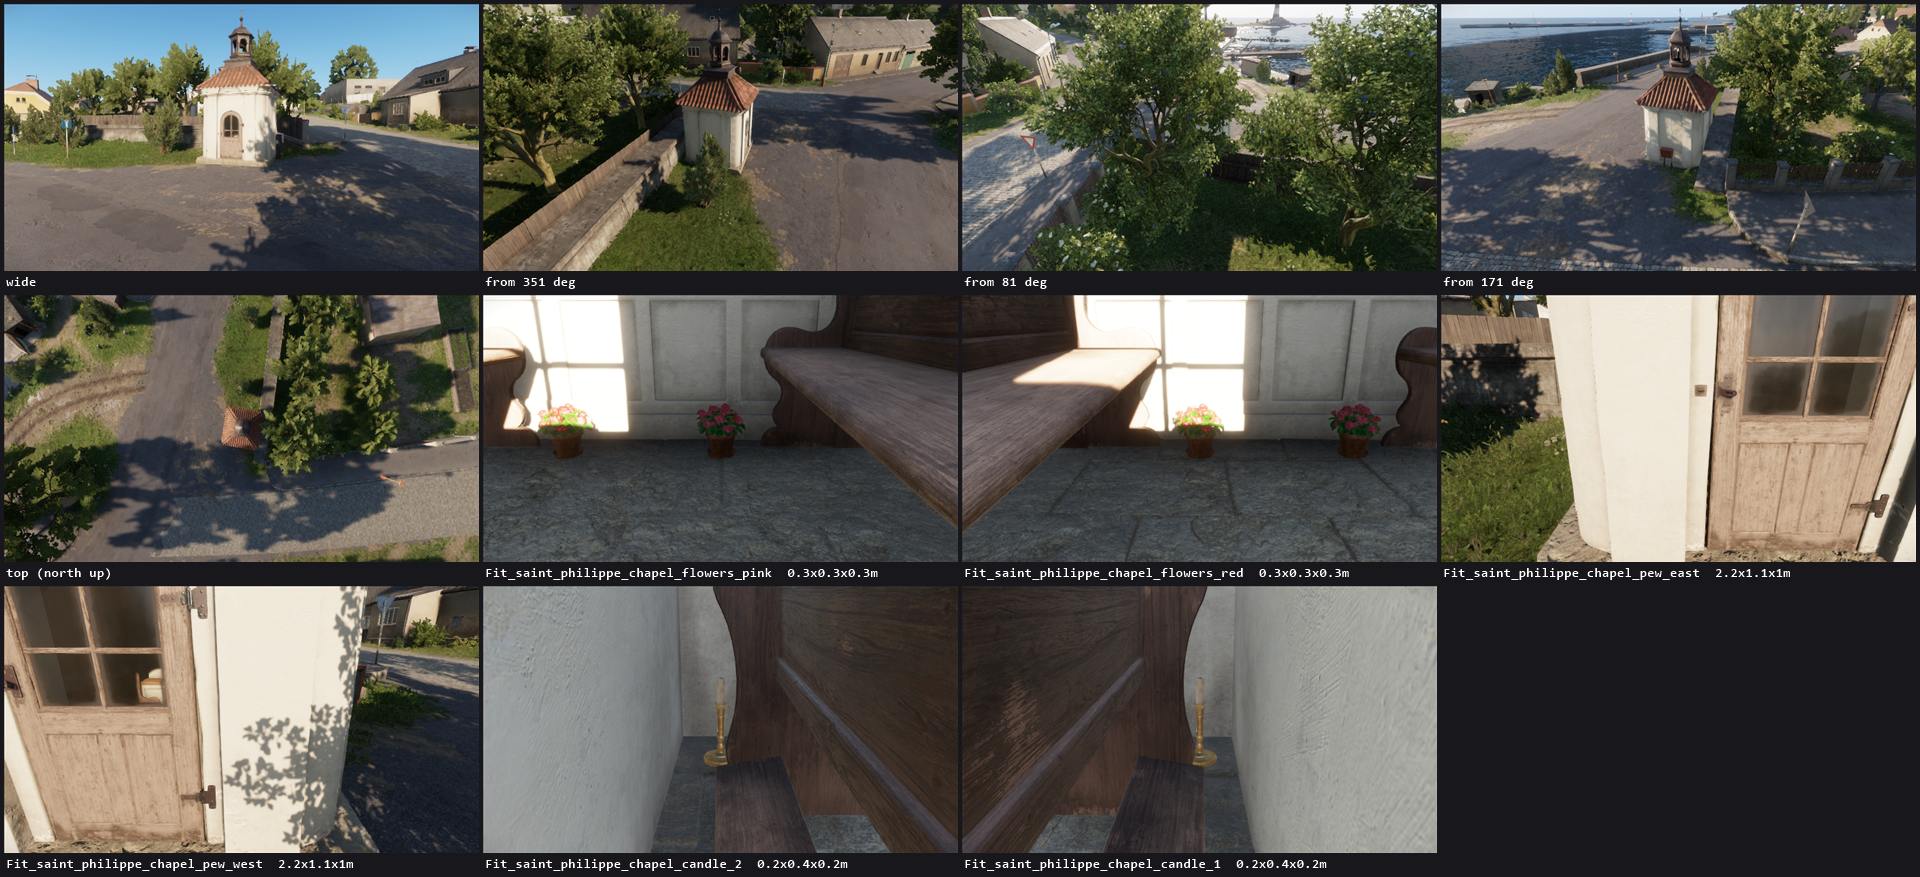 wide
from 351 deg
from 81 deg
from 171 deg
top (north up)
Fit_saint_philippe_chapel_flowers_pink 0.3x0.3x0.3m
Fit_saint_philippe_chapel_flowers_red 0.3x0.3x0.3m
Fit_saint_philippe_chapel_pew_east 2.2x1.1x1m
Fit_saint_philippe_chapel_pew_west 2.2x1.1x1m
Fit_saint_philippe_chapel_candle_2 0.2x0.4x0.2m
Fit_saint_philippe_chapel_candle_1 0.2x0.4x0.2m